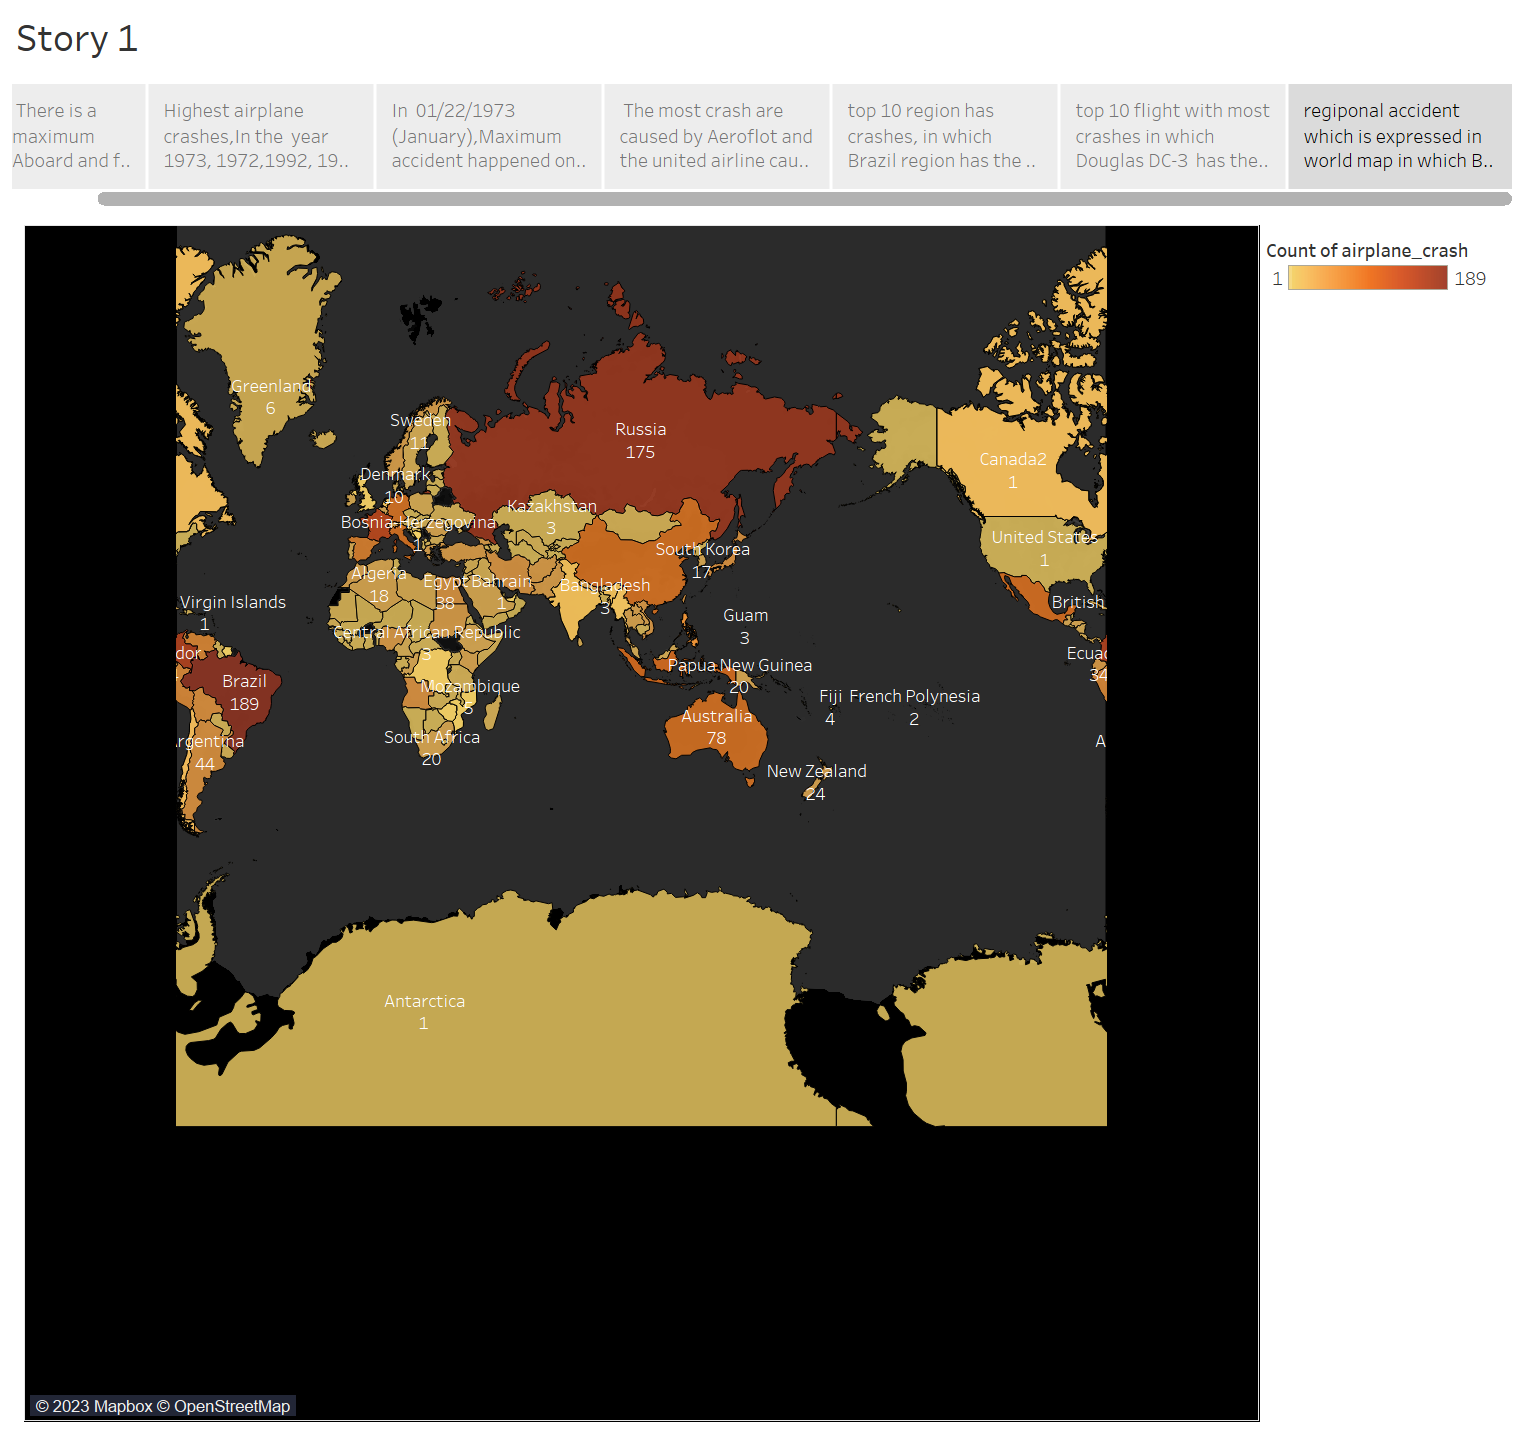 Story 1
There is a
maximum
Aboard and f..
Highest airplane
crashes,In the year
1973, 1972,1992, 19..
In 01/22/1973
(January),Maximum
accident happened on..
The most crash are
caused by Aeroflot and
the united airline cau..
top 10 region has
crashes, in which
Brazil region has the ..
top 10 flight with most
crashes in which
Douglas DC-3 has the..
regiponal accident
which is expressed in
world map in which B..
Count of airplane_crash
1 189
Greenland
6
Sweden
11
Russia
175
Canada2
1
Denmark
10
Kazakhstan
3
Bosnia-Herzegovina
1
United States
1
South Korea
17
Algeria
18
Egypt
38
Bahrain
1
Bangladesh
3
Virgin Islands
1
British
Guam
3
Central African Republic
3
dor
Ecuad
34
Papua New Guinea
20
Brazil
189
Mozambique
5
Fiji
4
French Polynesia
2
Australia
78
South Africa
20
rgentina
44
A
New Zealand
24
Antarctica
1
© 2023 Mapbox © OpenStreetMap